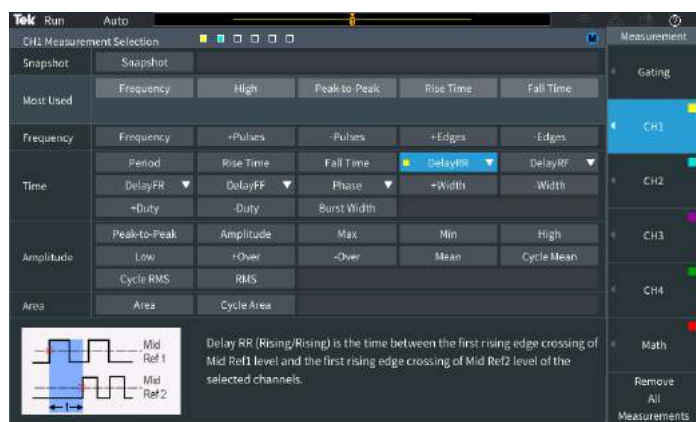 Tek Run Auto
CH1 Measurement Selection M Measurement
Snapshot Snapshot
Gating
Most Used Frequency High Peak-to-Peak Rise Time Fall Time
CH1
Frequency Frequency +Pulses -Pulses +Edges -Edges
Time Period Rise Time Fall Time DelayRR DelayRF
DelayFR DelayFF Phase +Width -Width
CH2
+Duty -Duty Burst Width
Amplitude Peak-to-Peak Amplitude Max Min High
CH3
Low +Over -Over Mean Cycle Mean
Cycle RMS RMS
CH4
Area Area Cycle Area
Mid
Ref 1
Mid
Ref 2
t
Delay RR (Rising/Rising) is the time between the first rising edge crossing of
Mid Ref1 level and the first rising edge crossing of Mid Ref2 level of the
selected channels.
Math
Remove
All
Measurements